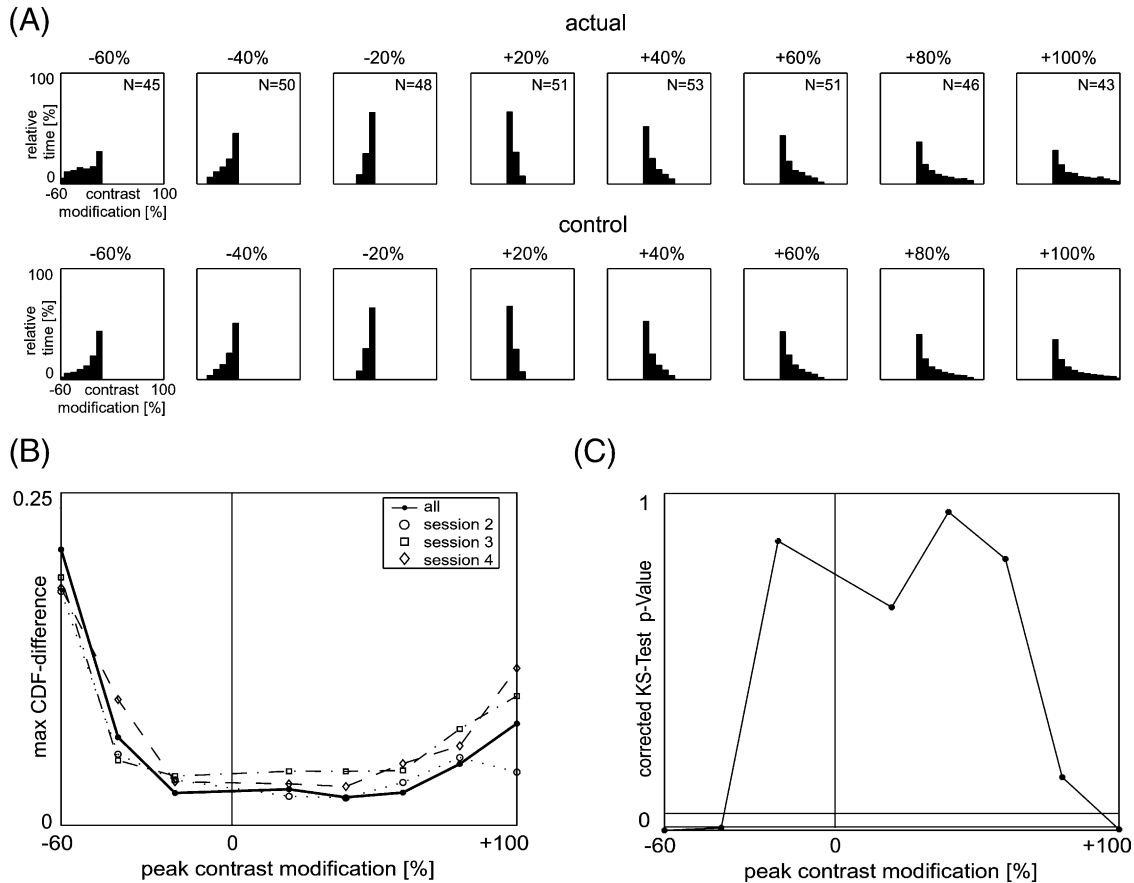 (A)
actual
-60% -40% -20% +20% +40% +60% +80% +100%
100 N=45 N=50 N=48 N=51 N=53 N=51 N=46 N=43
relative
time [%]
0
-60 contrast 100
modification [%]
control
-60% -40% -20% +20% +40% +60% +80% +100%
100
relative
time [%]
0
-60 contrast 100
modification [%]
(B)
0.25
all
session 2
session 3
session 4
max CDF-difference
0
-60 0 +100
peak contrast modification [%]
(C)
1
corrected KS-Test p-Value
0
-60 0 +100
peak contrast modification [%]